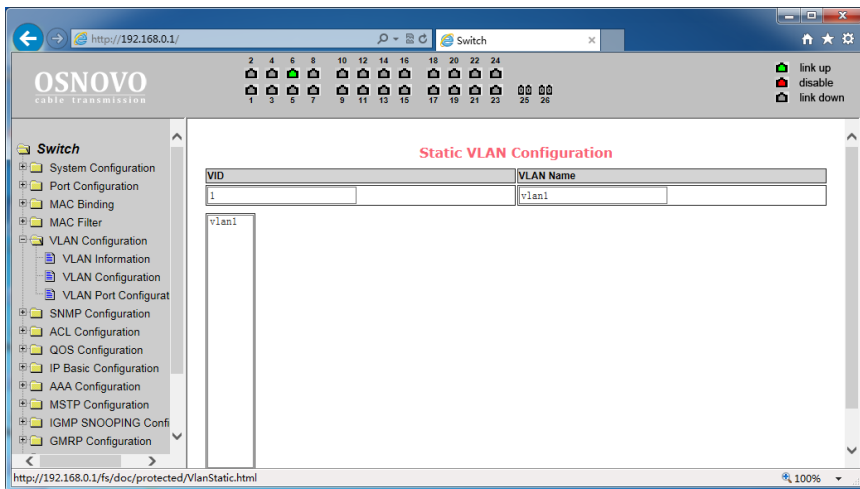 http://192.168.0.1/
Switch
OSNOVO
cable transmission
2 4 6 8 10 12 14 16 18 20 22 24
1 3 5 7 9 11 13 15 17 19 21 23 25 26
link up
disable
link down
Switch
System Configuration
Port Configuration
MAC Binding
MAC Filter
VLAN Configuration
VLAN Information
VLAN Configuration
VLAN Port Configurat
SNMP Configuration
ACL Configuration
QOS Configuration
IP Basic Configuration
AAA Configuration
MSTP Configuration
IGMP SNOOPING Confi
GMRP Configuration
Static VLAN Configuration
VID VLAN Name
1 vlan1
vlan1
http://192.168.0.1/fs/doc/protected/VlanStatic.html
100%